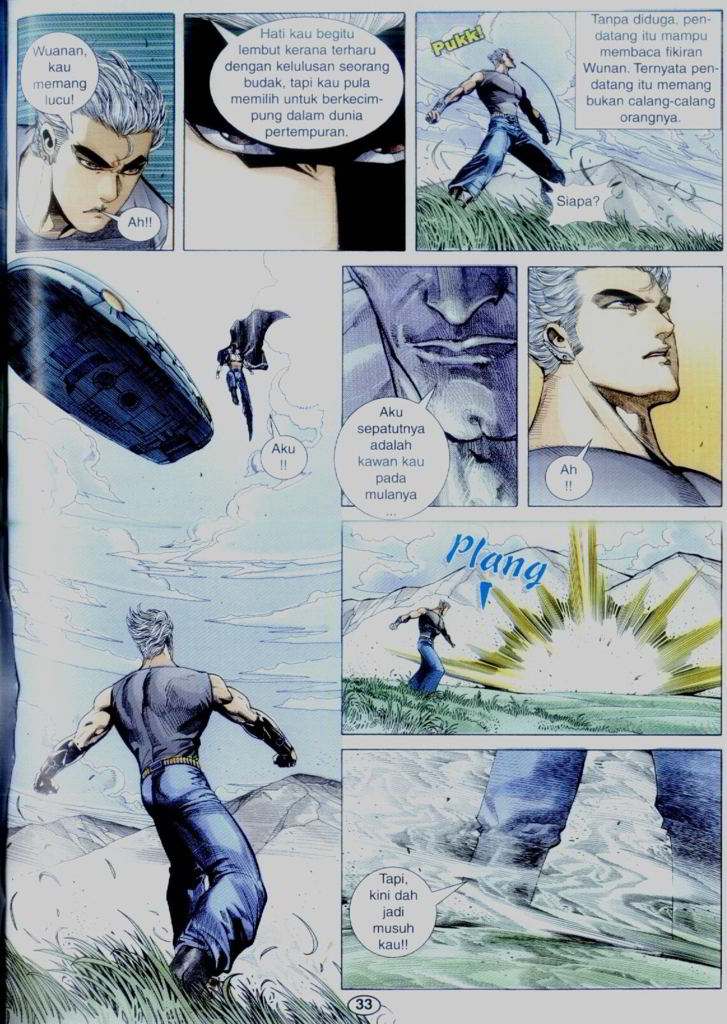 Wuanan,
kau
memang
lucu!
Ah!!
Hati kau begitu
lembut kerana terharu
dengan kelulusan seorang
budak, tapi kau pula
memilih untuk berkecim-
pung dalam dunia
pertempuran.
Pukk!
Tanpa diduga, pen-
datang itu mampu
membaca fikiran
Wunan. Ternyata pen-
datang itu memang
bukan calang-calang
orangnya.
Siapa?
Aku
!!
Aku
sepatutnya
adalah
kawan kau
pada
mulanya
...
Ah
!!
Plang
Tapi,
kini dah
jadi
musuh
kau!!
33